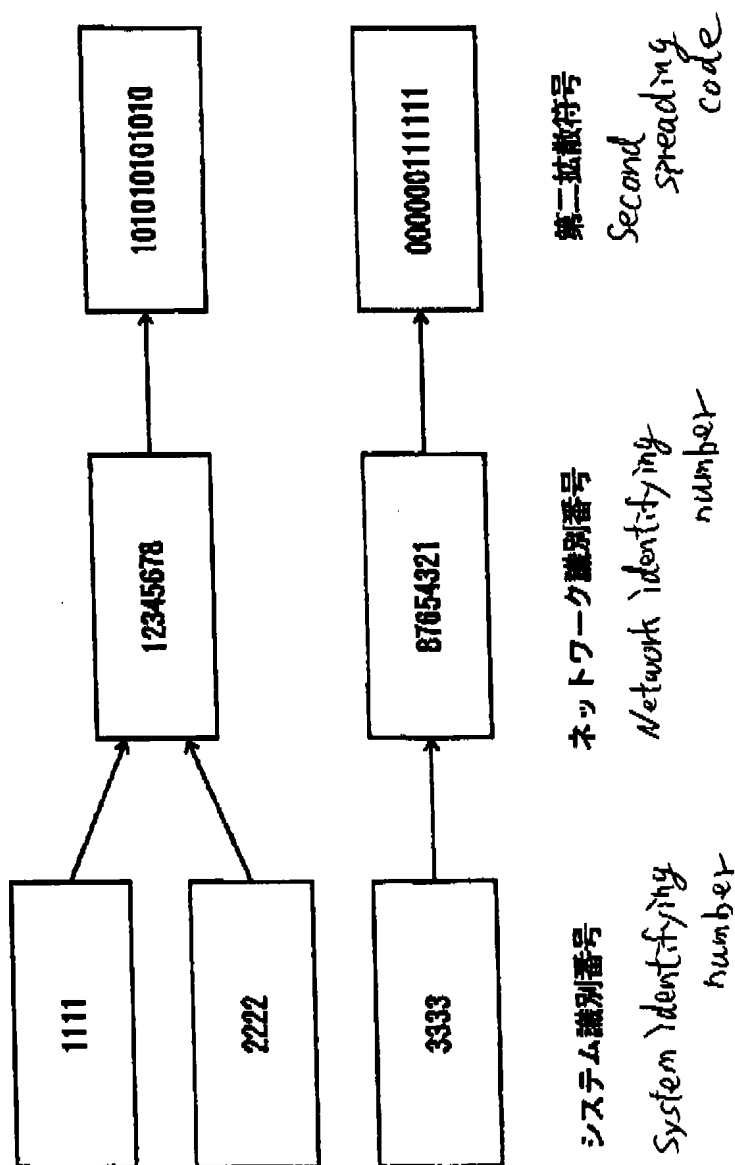 1111
2222
3333
12345678
87654321
101010101010
000000111111
システム識別番号
System identifying
number
ネットワーク識別番号
Network identifying
number
第二拡散符号
Second
spreading
code